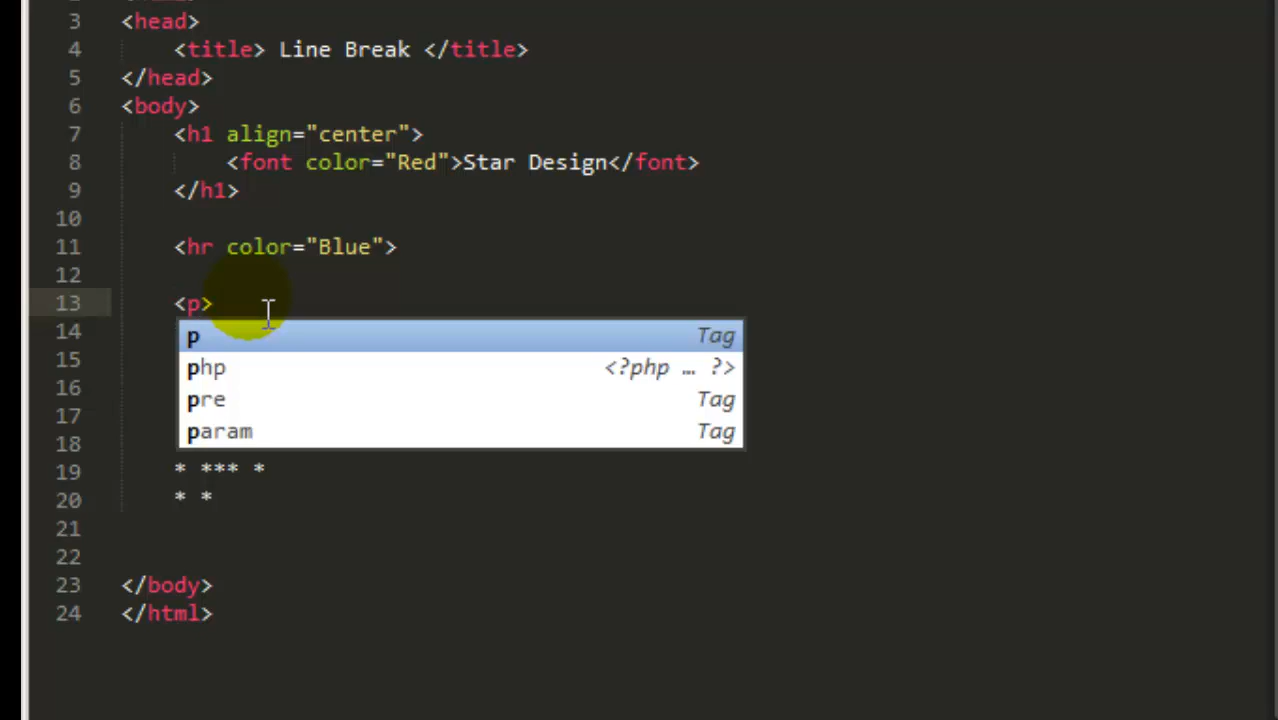 3 <head>
4 <title> Line Break </title>
5 </head>
6 <body>
7 <h1 align="center">
8 <font color="Red">Star Design</font>
9 </h1>
10
11 <hr color="Blue">
12
13 <p>
14
p Tag
15
php <?php … ?>
16
pre Tag
17
param Tag
18
19 * *** *
20 * *
21
22
23 </body>
24 </html>